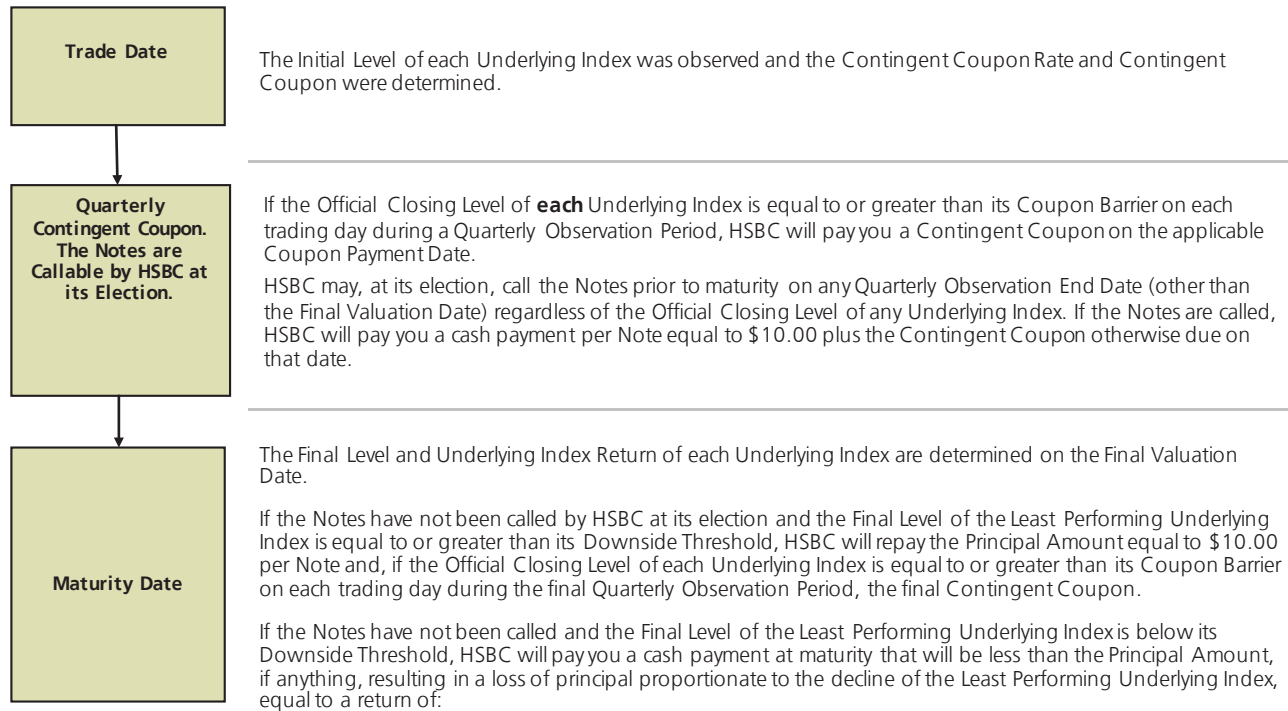 Trade Date
The Initial Level of each Underlying Index was observed and the Contingent Coupon Rate and Contingent
Coupon were determined.
Quarterly
Contingent Coupon.
The Notes are
Callable by HSBC at
its Election.
If the Official Closing Level of each Underlying Index is equal to or greater than its Coupon Barrier on each
trading day during a Quarterly Observation Period, HSBC will pay you a Contingent Coupon on the applicable
Coupon Payment Date.
HSBC may, at its election, call the Notes prior to maturity on any Quarterly Observation End Date (other than
the Final Valuation Date) regardless of the Official Closing Level of any Underlying Index. If the Notes are called,
HSBC will pay you a cash payment per Note equal to $10.00 plus the Contingent Coupon otherwise due on
that date.
Maturity Date
The Final Level and Underlying Index Return of each Underlying Index are determined on the Final Valuation
Date.
If the Notes have not been called by HSBC at its election and the Final Level of the Least Performing Underlying
Index is equal to or greater than its Downside Threshold, HSBC will repay the Principal Amount equal to $10.00
per Note and, if the Official Closing Level of each Underlying Index is equal to or greater than its Coupon Barrier
on each trading day during the final Quarterly Observation Period, the final Contingent Coupon.
If the Notes have not been called and the Final Level of the Least Performing Underlying Index is below its
Downside Threshold, HSBC will pay you a cash payment at maturity that will be less than the Principal Amount,
if anything, resulting in a loss of principal proportionate to the decline of the Least Performing Underlying Index,
equal to a return of: